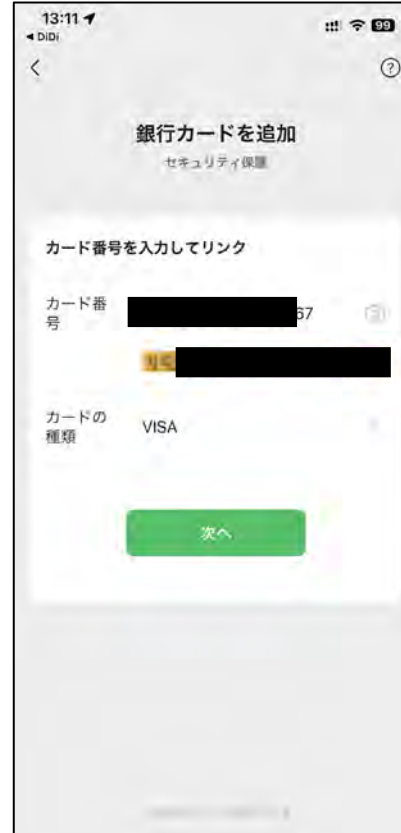 13:11
99
◀ DiDi
銀行カードを追加
セキュリティ保障
カード番号を入力してリンク
カード番
号
67
カードの
種類
VISA
次へ